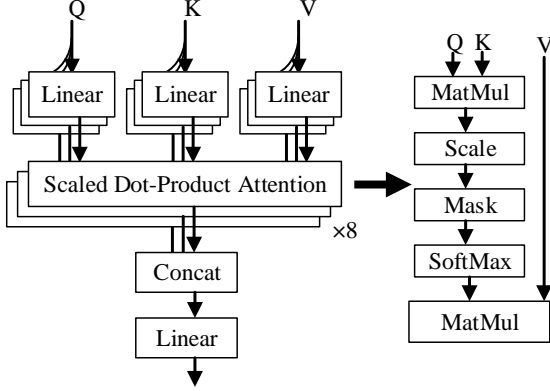 Q K V
Linear Linear Linear
Scaled Dot-Product Attention
×8
Concat
Linear
Q K V
MatMul
Scale
Mask
SoftMax
MatMul